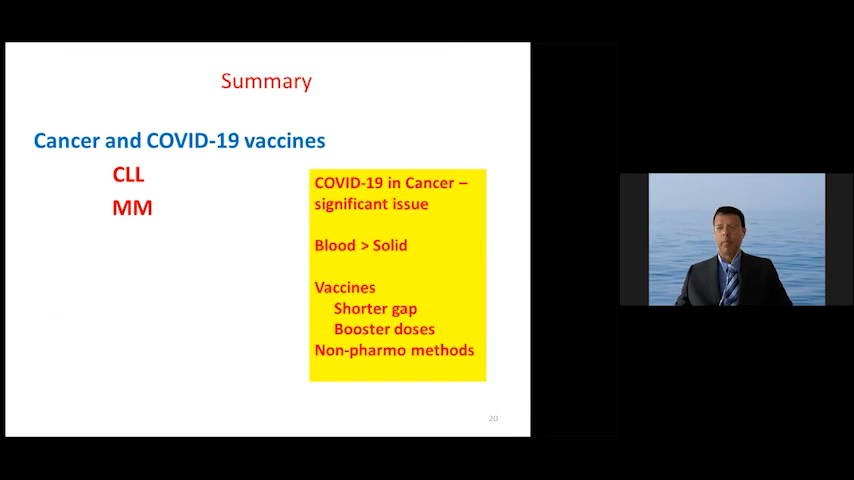 Summary
Cancer and COVID-19 vaccines
CLL
MM
COVID-19 in Cancer –
significant issue
Blood > Solid
Vaccines
Shorter gap
Booster doses
Non-pharmo methods
20